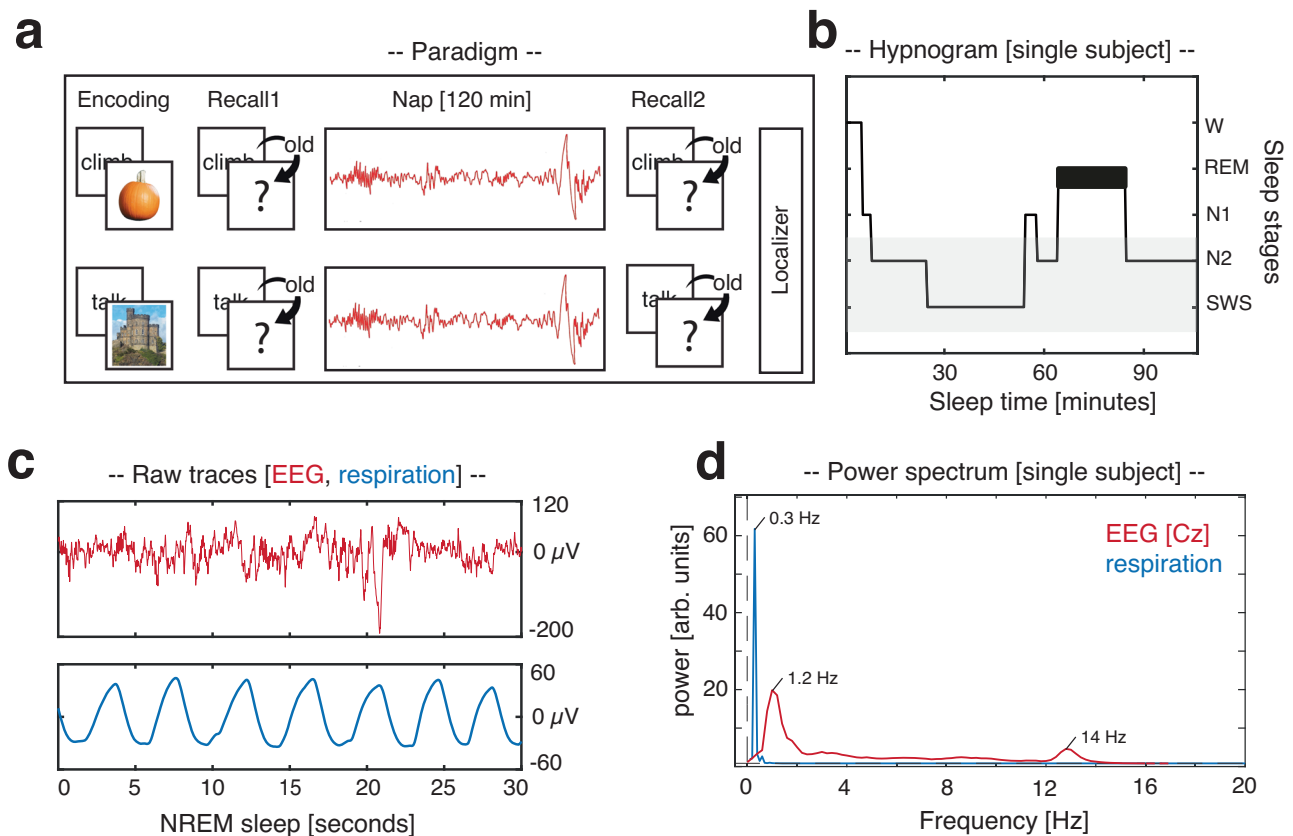 a
-- Paradigm --
Encoding
Recall1
Nap [120 min]
Recall2
climb
climb
old
?
climb
old
?
talk
talk
old
?
talk
old
?
Localizer
b
-- Hypnogram [single subject] --
W
REM
N1
N2
SWS
Sleep stages
30 60 90
Sleep time [minutes]
c
-- Raw traces [EEG, respiration] --
120
0 µV
-200
60
0 µV
-60
0 5 10 15 20 25 30
NREM sleep [seconds]
d
-- Power spectrum [single subject] --
0.3 Hz
EEG [Cz]
respiration
1.2 Hz
14 Hz
60
40
20
power [arb. units]
0 4 8 12 16 20
Frequency [Hz]